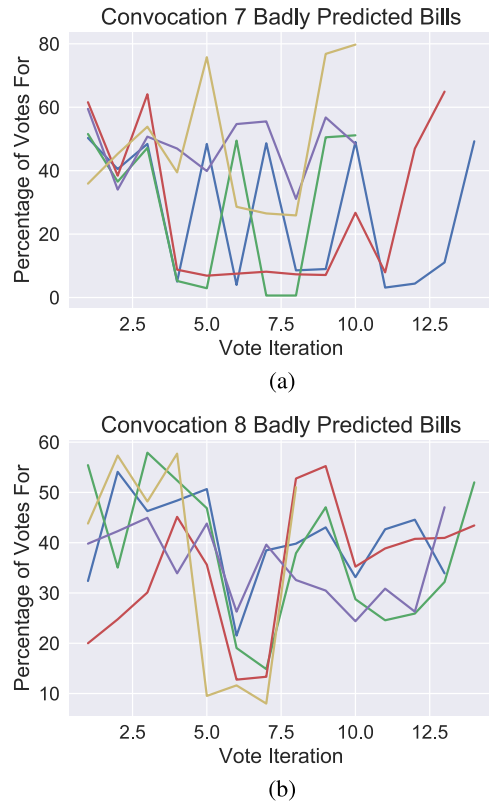 Convocation 7 Badly Predicted Bills
80
60
40
20
0
Percentage of Votes For
2.5 5.0 7.5 10.0 12.5
Vote Iteration
(a)
Convocation 8 Badly Predicted Bills
60
50
40
30
20
10
Percentage of Votes For
2.5 5.0 7.5 10.0 12.5
Vote Iteration
(b)